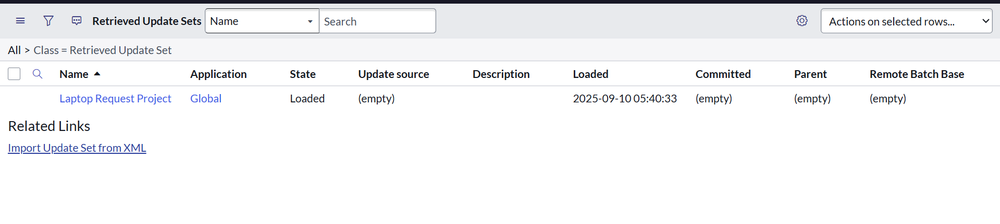 Retrieved Update Sets Name Search Actions on selected rows...
All > Class = Retrieved Update Set
Name Application State Update source Description Loaded Committed Parent Remote Batch Base
Laptop Request Project Global Loaded (empty) 2025-09-10 05:40:33 (empty) (empty) (empty)
Related Links
Import Update Set from XML